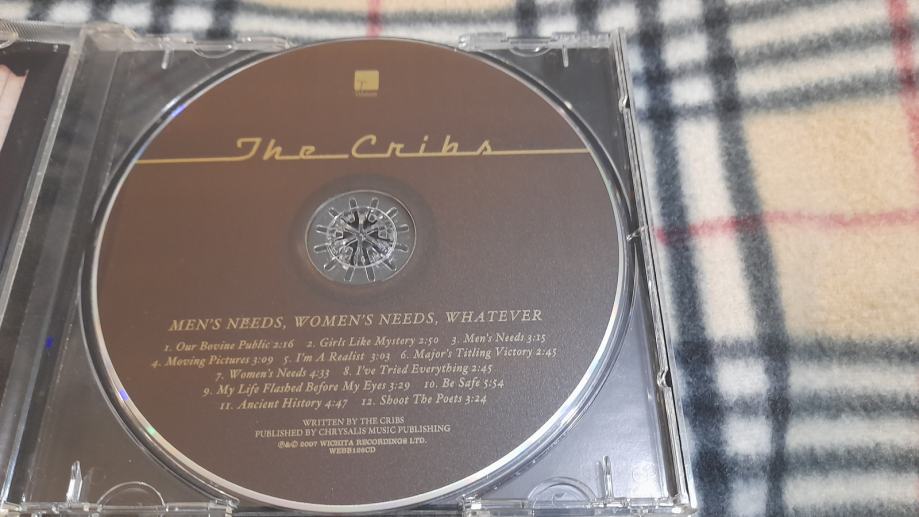 The Cribs
MEN'S NEEDS, WOMEN'S NEEDS, WHATEVER
1. Our Bovine Public 2:16 2. Girls Like Mystery 2:50 3. Men's Needs 3:15
4. Moving Pictures 3:09 5. I'm A Realist 3:03 6. Major's Titling Victory 2:45
7. Women's Needs 4:33 8. I've Tried Everything 2:45
9. My Life Flashed Before My Eyes 3:29 10. Be Safe 5:54
11. Ancient History 4:47 12. Shoot The Poets 3:24
WRITTEN BY THE CRIBS
PUBLISHED BY CHRYSALIS MUSIC PUBLISHING
℗&© 2007 WICHITA RECORDINGS LTD.
WEBB126CD